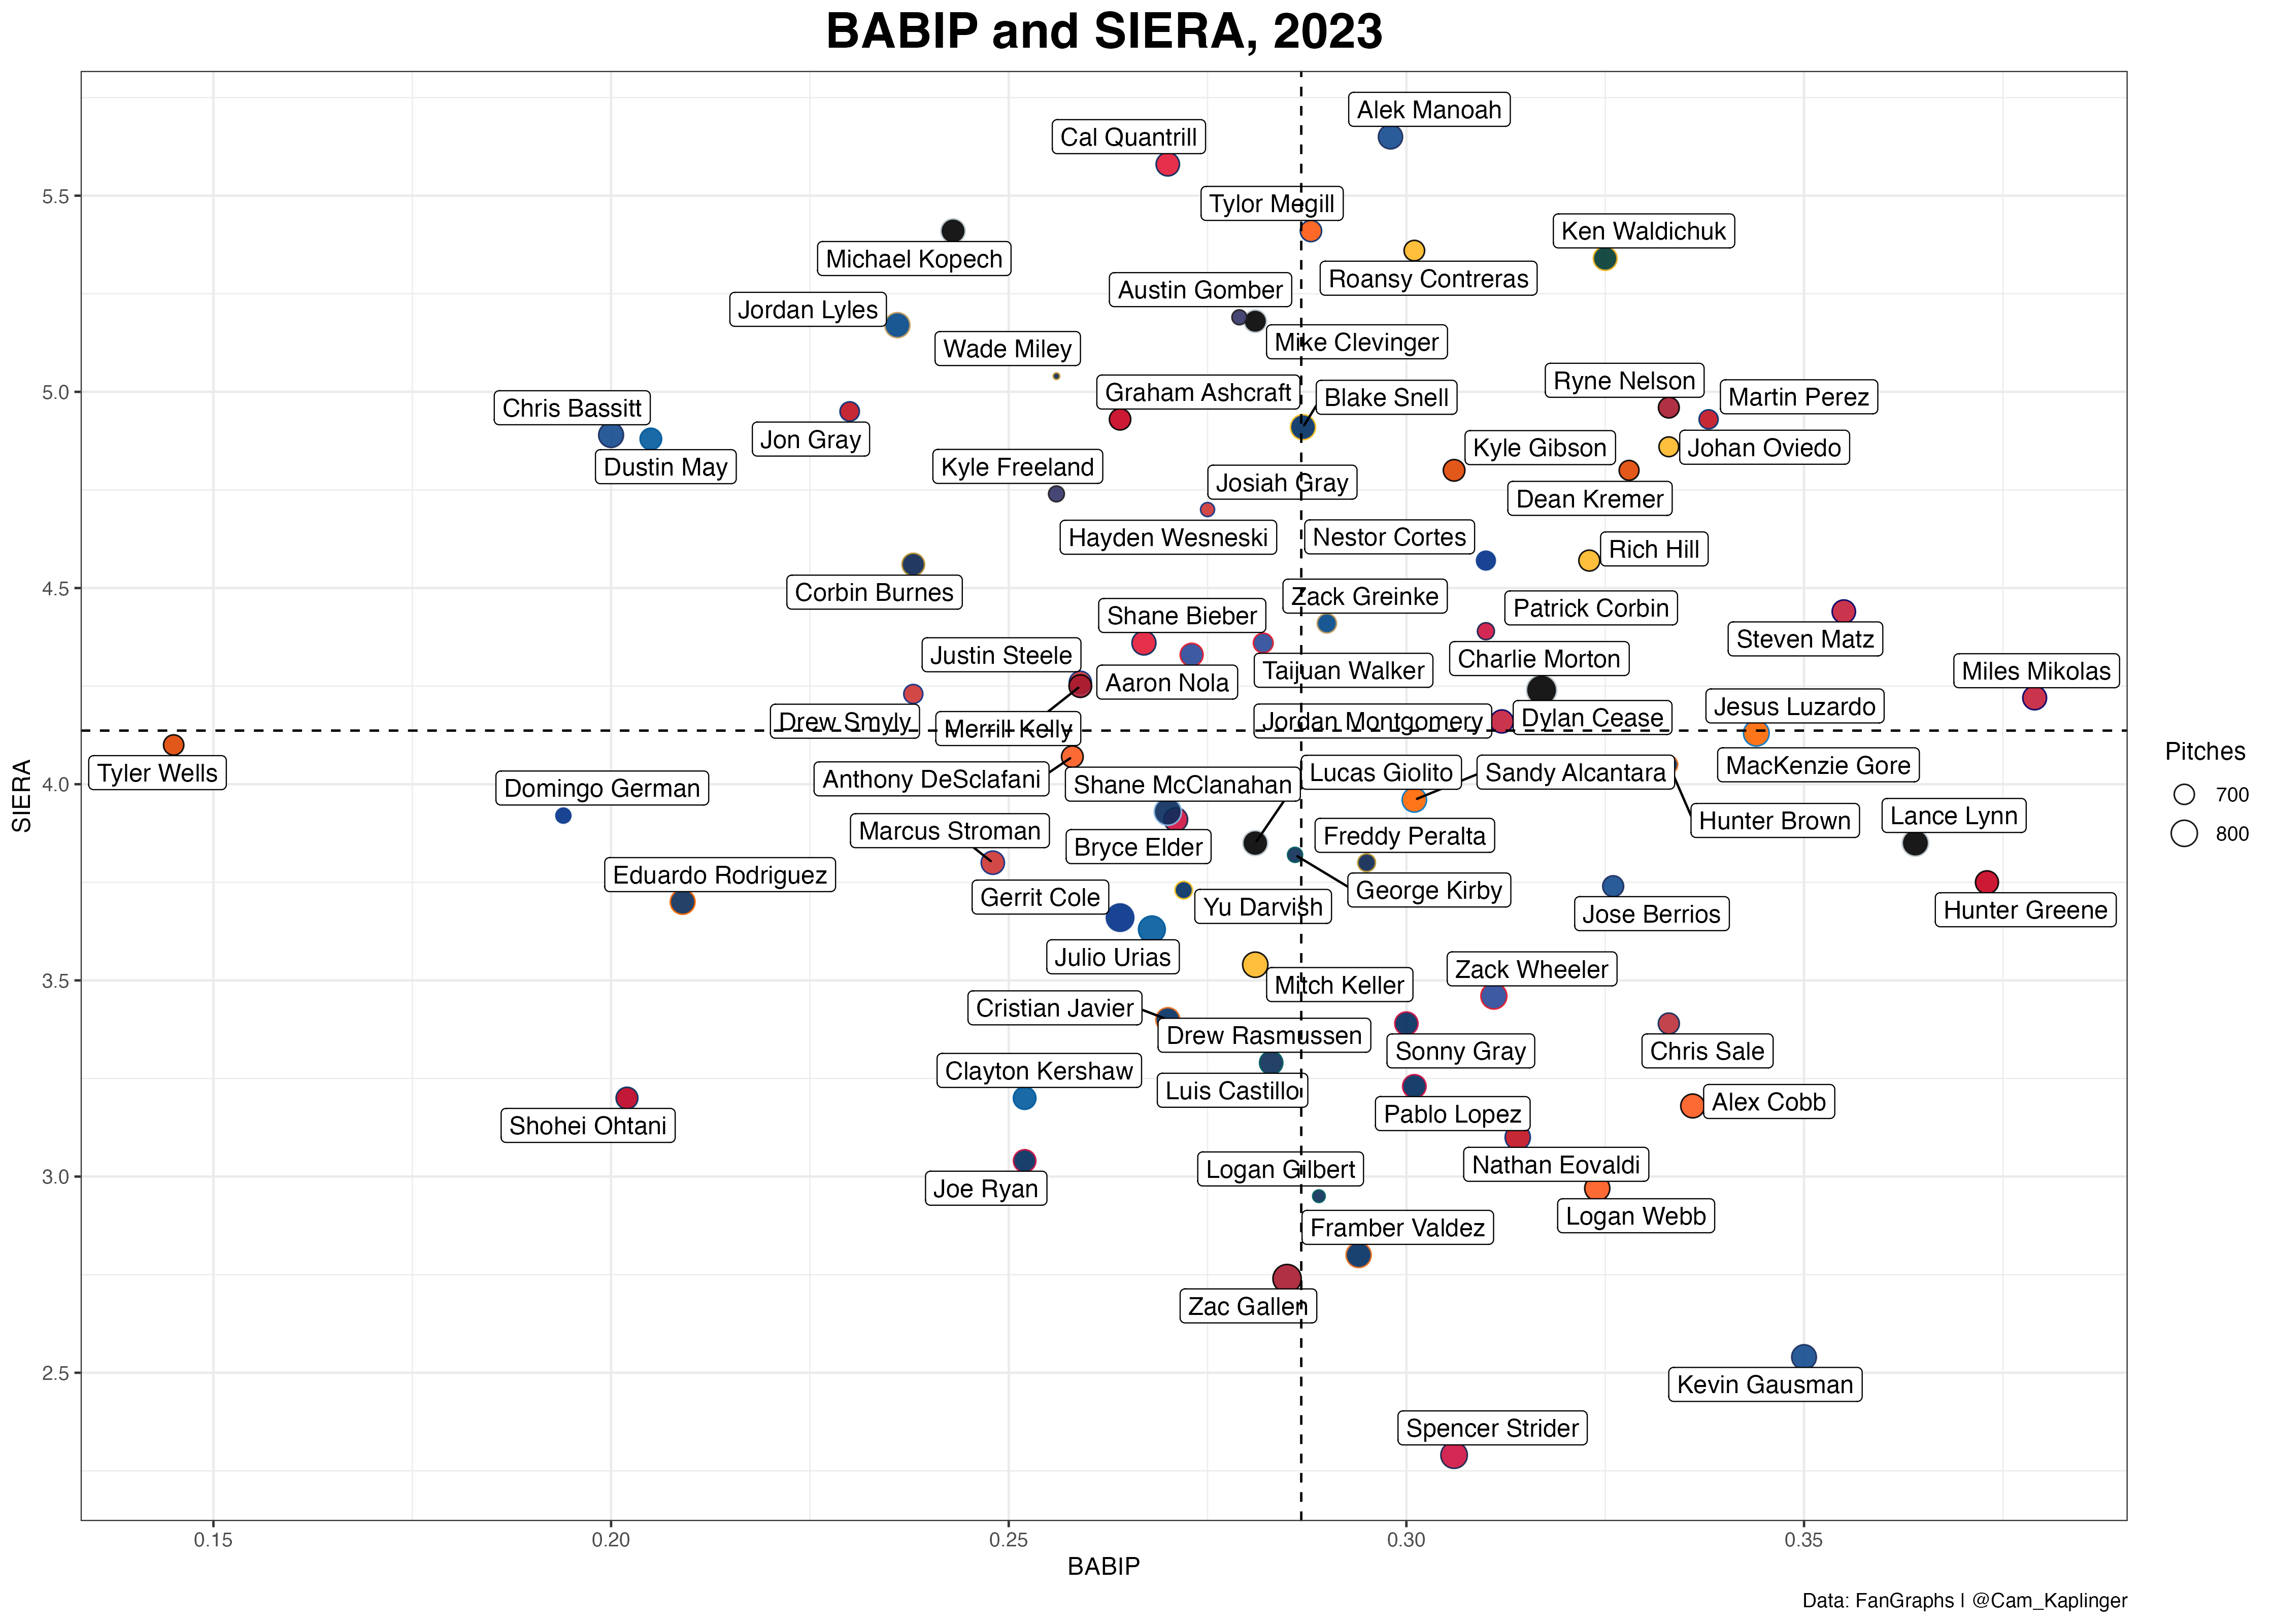 BABIP and SIERA, 2023
Alek Manoah
Cal Quantrill
Tylor Megill
Ken Waldichuk
Michael Kopech
Roansy Contreras
Austin Gomber
Jordan Lyles
Mike Clevinger
Wade Miley
Ryne Nelson
Graham Ashcraft
Blake Snell
Martin Perez
Chris Bassitt
Jon Gray
Kyle Gibson
Johan Oviedo
Dustin May
Kyle Freeland
Josiah Gray
Dean Kremer
Hayden Wesneski
Nestor Cortes
Rich Hill
Corbin Burnes
Zack Greinke
Patrick Corbin
Shane Bieber
Steven Matz
Justin Steele
Charlie Morton
Taijuan Walker
Miles Mikolas
Aaron Nola
Jesus Luzardo
Drew Smyly
Merrill Kelly
Jordan Montgomery
Dylan Cease
Tyler Wells
MacKenzie Gore
Anthony DeSclafani
Lucas Giolito
Sandy Alcantara
Shane McClanahan
Domingo German
Hunter Brown
Lance Lynn
Marcus Stroman
Freddy Peralta
Bryce Elder
Eduardo Rodriguez
George Kirby
Gerrit Cole
Yu Darvish
Jose Berrios
Hunter Greene
Julio Urias
Zack Wheeler
Mitch Keller
Cristian Javier
Drew Rasmussen
Sonny Gray
Chris Sale
Clayton Kershaw
Luis Castillo
Alex Cobb
Pablo Lopez
Shohei Ohtani
Nathan Eovaldi
Logan Gilbert
Joe Ryan
Logan Webb
Framber Valdez
Zac Gallen
Kevin Gausman
Spencer Strider
5.5
5.0
4.5
4.0
3.5
3.0
2.5
SIERA
0.15
0.20
0.25
0.30
0.35
BABIP
Pitches
700
800
Data: FanGraphs | @Cam_Kaplinger